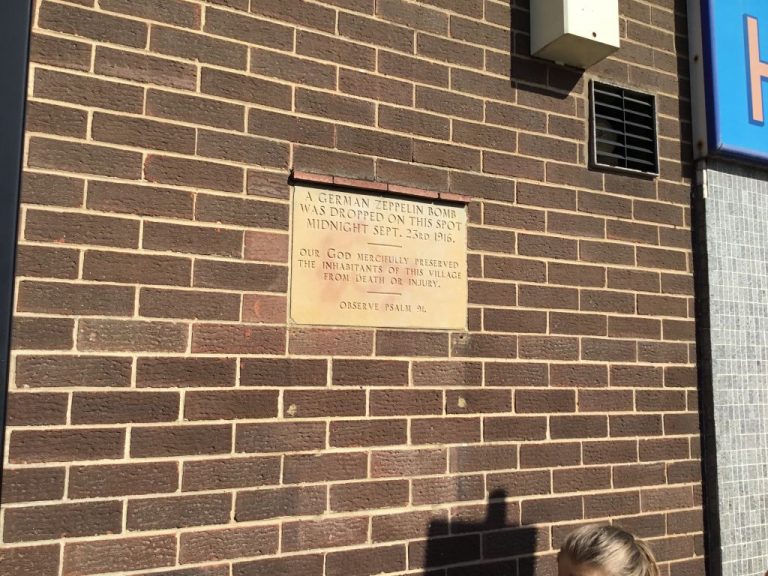 A GERMAN ZEPPELIN BOMB
WAS DROPPED ON THIS SPOT
MIDNIGHT SEPT. 23RD 1916.
OUR GOD MERCIFULLY PRESERVED
THE INHABITANTS OF THIS VILLAGE
FROM DEATH OR INJURY.
OBSERVE PSALM 91.
H